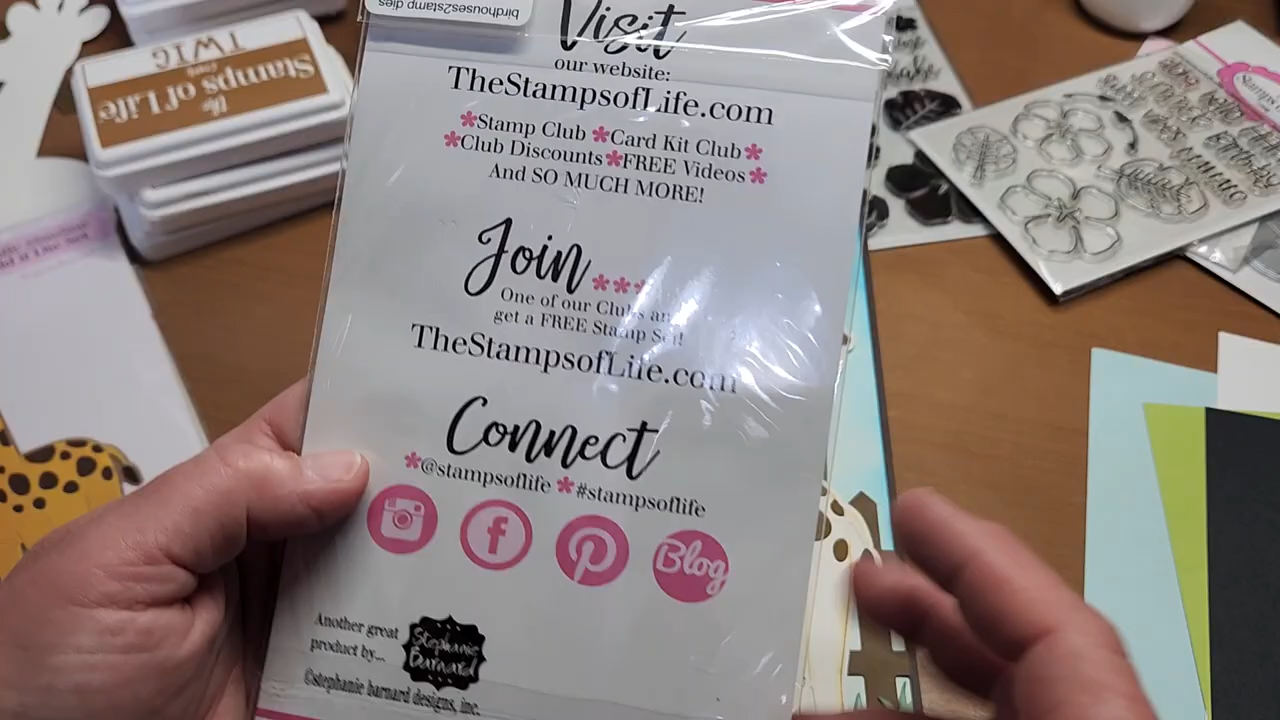 birdhouses2stamp dies
Visit
our website:
TheStampsofLife.com
*Stamp Club *Card Kit Club*
*Club Discounts*FREE Videos*
And SO MUCH MORE!
Join***
One of our Clubs an
get a FREE Stamp Set!
TheStampsofLife.com
Connect
*@stampsoflife *#stampsoflife
f
Blog
Another great
product by...
Stephanie
Barnard
©stephanie barnard designs, inc.
the
Stamps of Life
TWIG